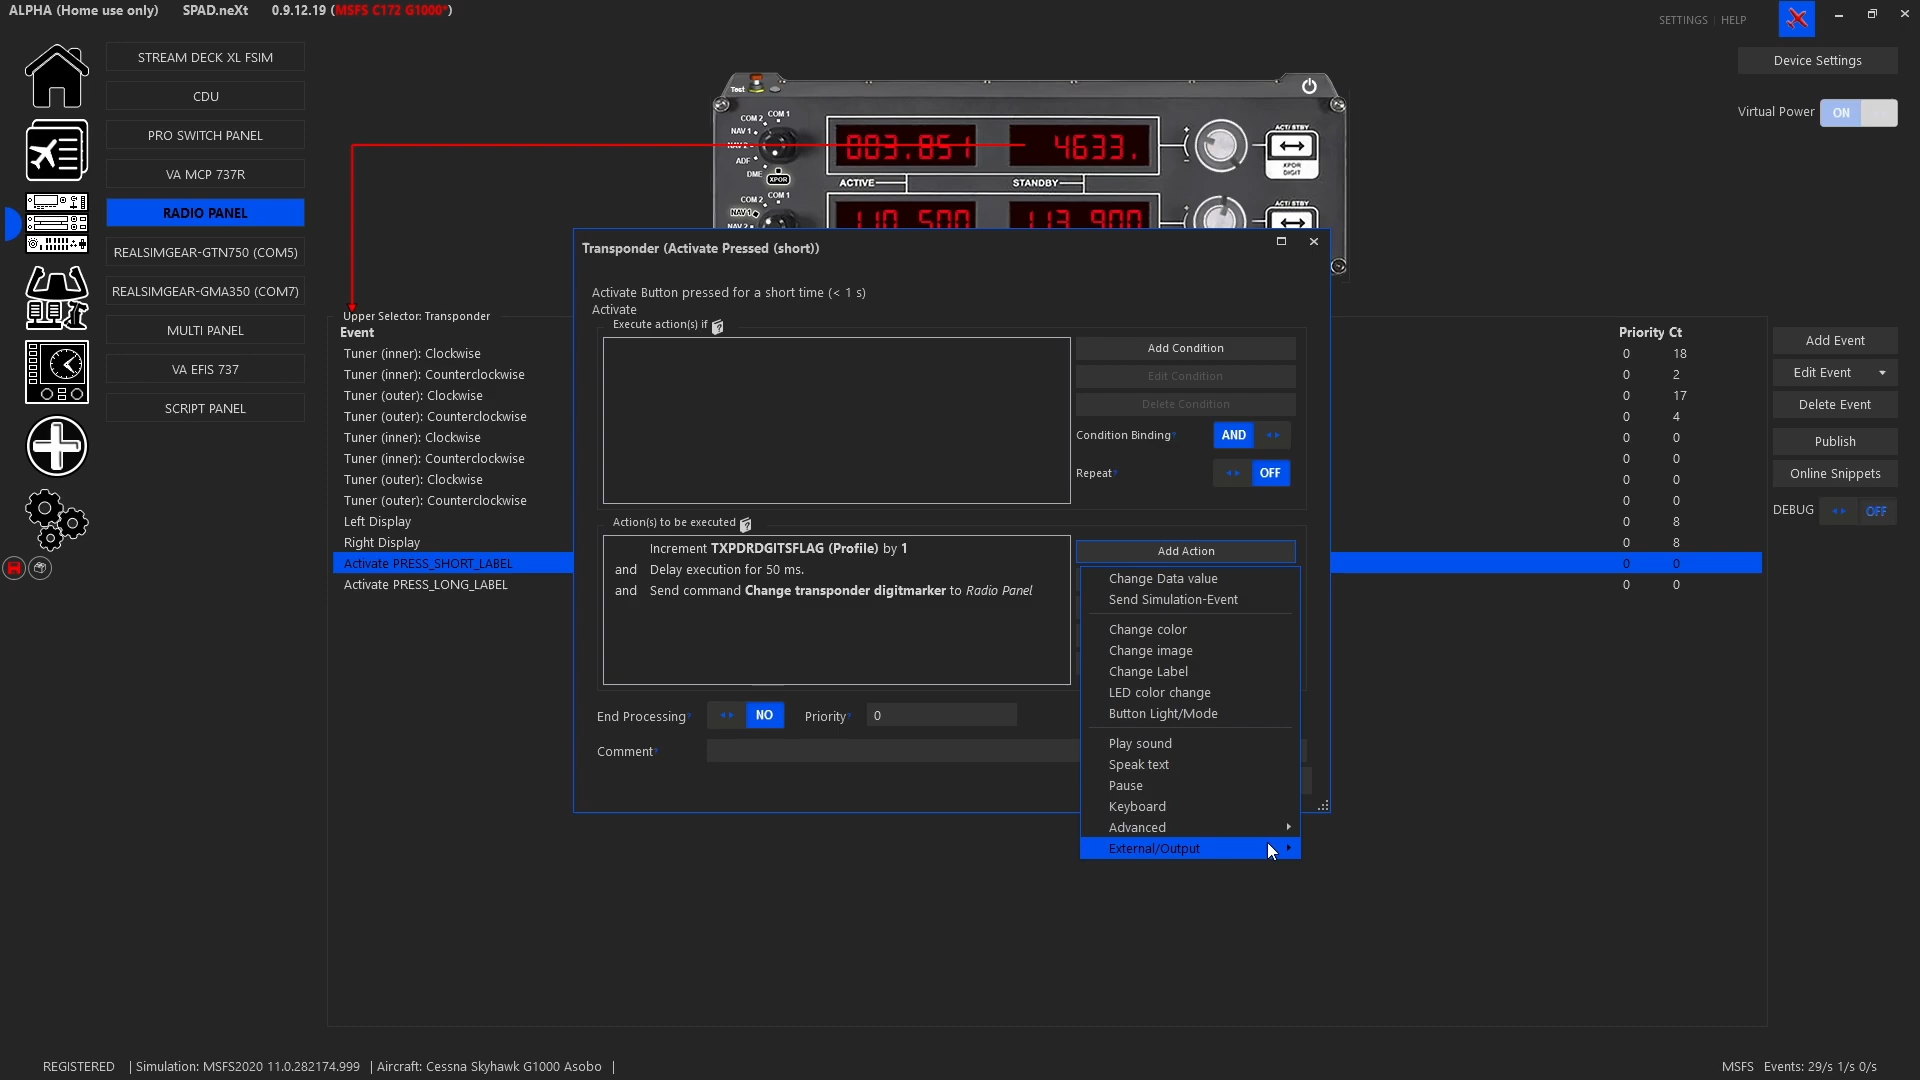 ALPHA (Home use only) SPAD.neXt 0.9.12.19 (MSFS C172 G1000*)
SETTINGS | HELP
STREAM DECK XL FSIM
CDU
PRO SWITCH PANEL
VA MCP 737R
RADIO PANEL
REALSIMGEAR-GTN750 (COM5)
REALSIMGEAR-GMA350 (COM7)
MULTI PANEL
VA EFIS 737
SCRIPT PANEL
Device Settings
Virtual Power ON
Test
COM 2 COM 1
NAV 1
NAV 2
ADF
DME
XPDR
003.851 4633.
ACT/ STBY
XPDR
DIGIT
ACTIVE STANDBY
COM 2 COM 1
NAV 1
NAV 2
110.500 113.900
ACT/ STBY
Transponder (Activate Pressed (short))
Activate Button pressed for a short time (< 1 s)
Activate
Execute action(s) if
Add Condition
Edit Condition
Delete Condition
Condition Binding* AND
Repeat* OFF
Action(s) to be executed
Increment TXPDRDGITSFLAG (Profile) by 1
and Delay execution for 50 ms.
and Send command Change transponder digitmarker to Radio Panel
Add Action
Change Data value
Send Simulation-Event
Change color
Change image
Change Label
LED color change
Button Light/Mode
Play sound
Speak text
Pause
Keyboard
Advanced
External/Output
End Processing* NO Priority* 0
Comment*
Upper Selector: Transponder
Event Priority Ct
Tuner (inner): Clockwise 0 18
Tuner (inner): Counterclockwise 0 2
Tuner (outer): Clockwise 0 17
Tuner (outer): Counterclockwise 0 4
Tuner (inner): Clockwise 0 0
Tuner (inner): Counterclockwise 0 0
Tuner (outer): Clockwise 0 0
Tuner (outer): Counterclockwise 0 0
Left Display 0 8
Right Display 0 8
Activate PRESS_SHORT_LABEL 0 0
Activate PRESS_LONG_LABEL 0 0
Add Event
Edit Event
Delete Event
Publish
Online Snippets
DEBUG OFF
REGISTERED | Simulation: MSFS2020 11.0.282174.999 | Aircraft: Cessna Skyhawk G1000 Asobo |
MSFS Events: 29/s 1/s 0/s